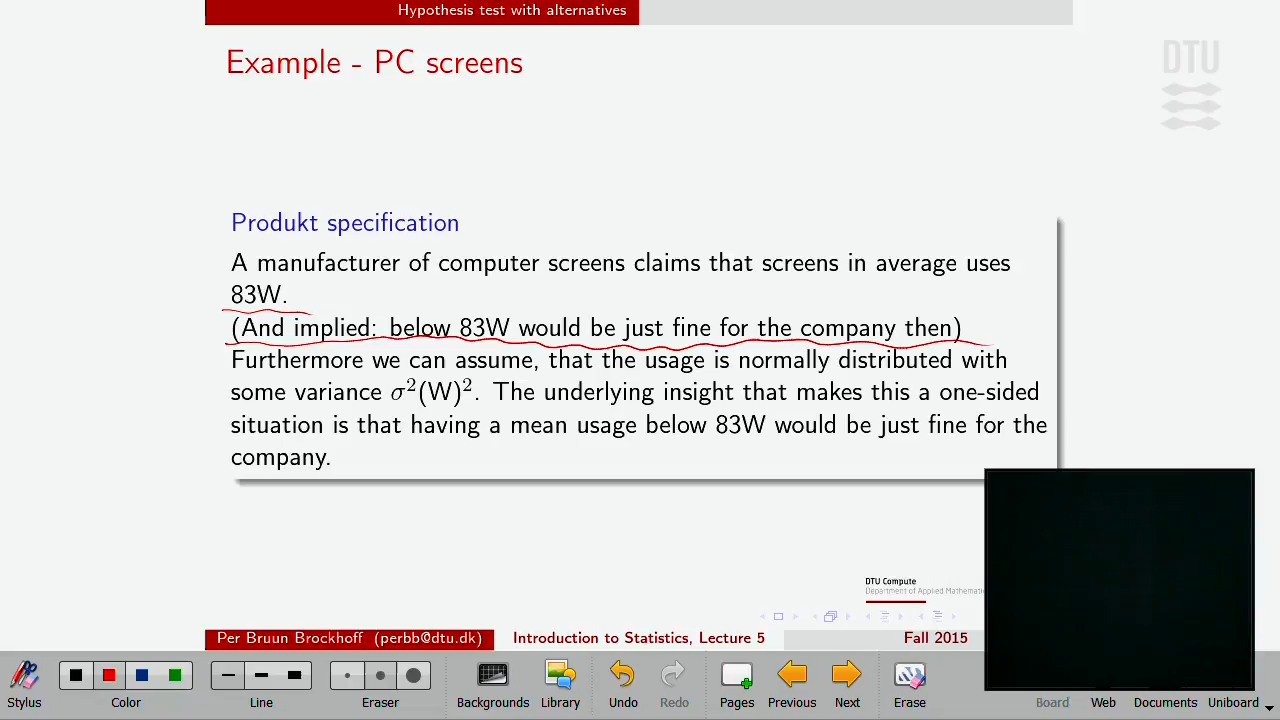 Hypothesis test with alternatives
Example - PC screens
DTU
Produkt specification
A manufacturer of computer screens claims that screens in average uses
83W.
(And implied: below 83W would be just fine for the company then)
Furthermore we can assume, that the usage is normally distributed with
some variance σ²(W)². The underlying insight that makes this a one-sided
situation is that having a mean usage below 83W would be just fine for the
company.
DTU Compute
Department of Applied Mathemati
Per Bruun Brockhoff (perbb@dtu.dk)
Introduction to Statistics, Lecture 5
Fall 2015
Stylus
Color
Line
Eraser
Backgrounds
Library
Undo
Redo
Pages
Previous
Next
Erase
Board
Web
Documents
Uniboard